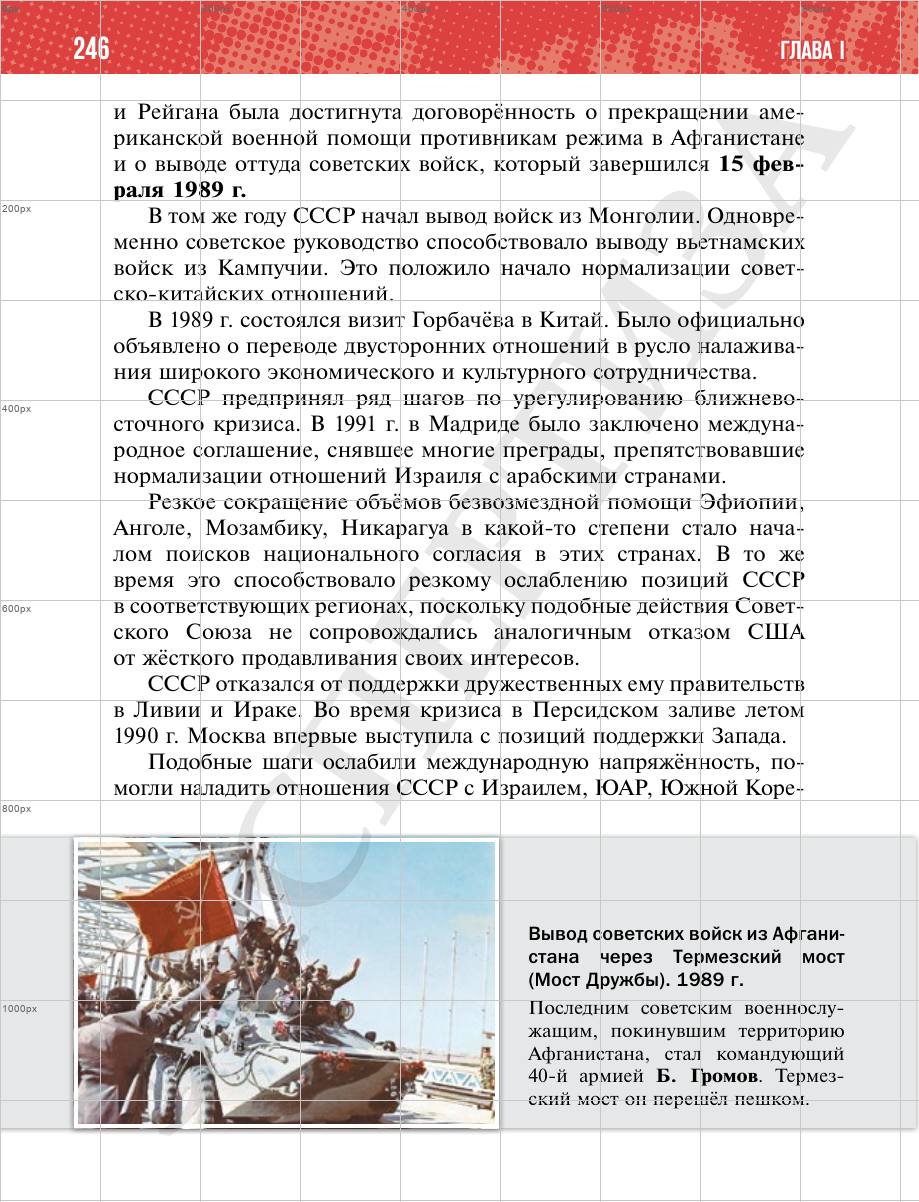 246
ГЛАВА I
и Рейгана была достигнута договорённость о прекращении аме-
риканской военной помощи противникам режима в Афганистане
и о выводе оттуда советских войск, который завершился 15 фев-
раля 1989 г.
В том же году СССР начал вывод войск из Монголии. Одновре-
менно советское руководство способствовало выводу вьетнамских
войск из Кампучии. Это положило начало нормализации совет-
ско-китайских отношений.
В 1989 г. состоялся визит Горбачёва в Китай. Было официально
объявлено о переводе двусторонних отношений в русло налажива-
ния широкого экономического и культурного сотрудничества.
СССР предпринял ряд шагов по урегулированию ближнево-
сточного кризиса. В 1991 г. в Мадриде было заключено междуна-
родное соглашение, снявшее многие преграды, препятствовавшие
нормализации отношений Израиля с арабскими странами.
Резкое сокращение объёмов безвозмездной помощи Эфиопии,
Анголе, Мозамбику, Никарагуа в какой-то степени стало нача-
лом поисков национального согласия в этих странах. В то же
время это способствовало резкому ослаблению позиций СССР
в соответствующих регионах, поскольку подобные действия Совет-
ского Союза не сопровождались аналогичным отказом США
от жёсткого продавливания своих интересов.
СССР отказался от поддержки дружественных ему правительств
в Ливии и Ираке. Во время кризиса в Персидском заливе летом
1990 г. Москва впервые выступила с позиций поддержки Запада.
Подобные шаги ослабили международную напряжённость, по-
могли наладить отношения СССР с Израилем, ЮАР, Южной Коре-
Вывод советских войск из Афгани-
стана через Термезский мост
(Мост Дружбы). 1989 г.
Последним советским военнослу-
жащим, покинувшим территорию
Афганистана, стал командующий
40-й армией Б. Громов. Термез-
ский мост он перешёл пешком.
200px
400px
600px
800px
1000px